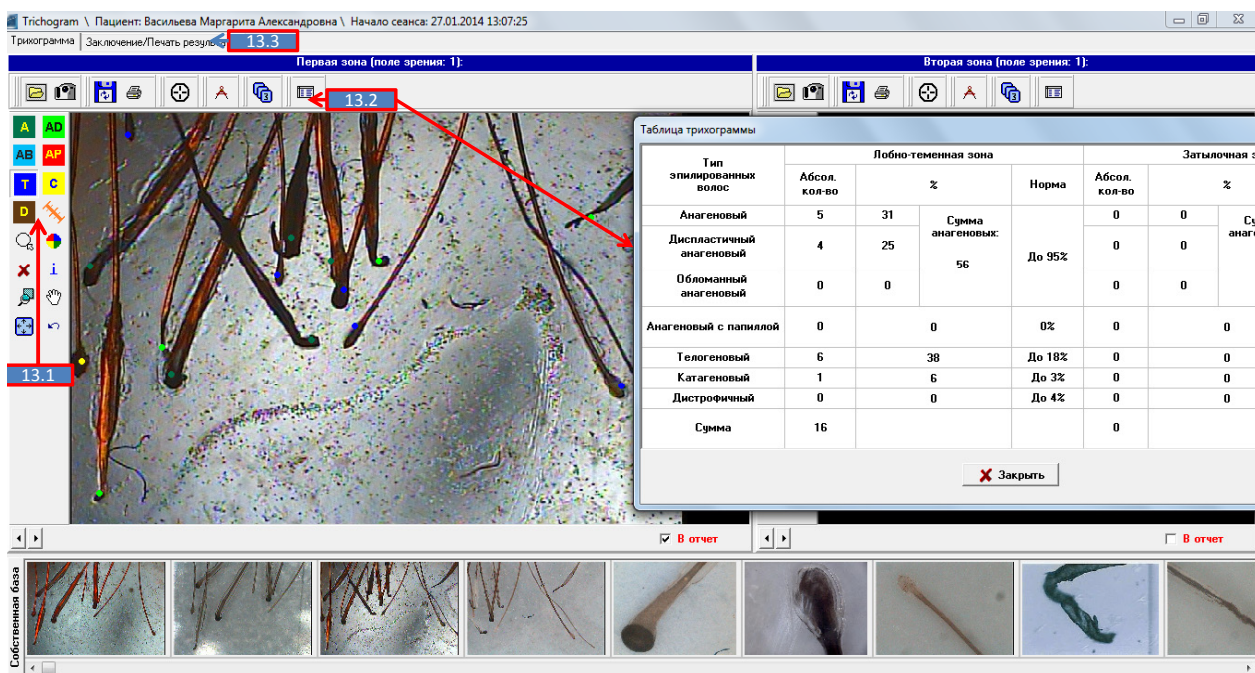 Trichogram \ Пациент: Васильева Маргарита Александровна \ Начало сеанса: 27.01.2014 13:07:25
Трихограмма Заключение/Печать 13.3
Первая зона (поле зрения: 1):
Вторая зона (поле зрения: 1):
13.2
A AD
AB AP
T C
D
i
13.1
Таблица трихограммы
Тип эпилированных волос
Лобно-теменная зона
Затылочная
Абсол. кол-во % Норма Абсол. кол-во %
Анагеновый 5 31 Сумма анагеновых: 56 До 95% 0 0
Диспластичный анагеновый 4 25 0 0
Обломанный анагеновый 0 0 0 0
Анагеновый с папиллой 0 0 0% 0 0
Телогеновый 6 38 До 18% 0 0
Катагеновый 1 6 До 3% 0 0
Дистрофичный 0 0 До 4% 0 0
Сумма 16 0
Закрыть
В отчет
В отчет
Собственная база